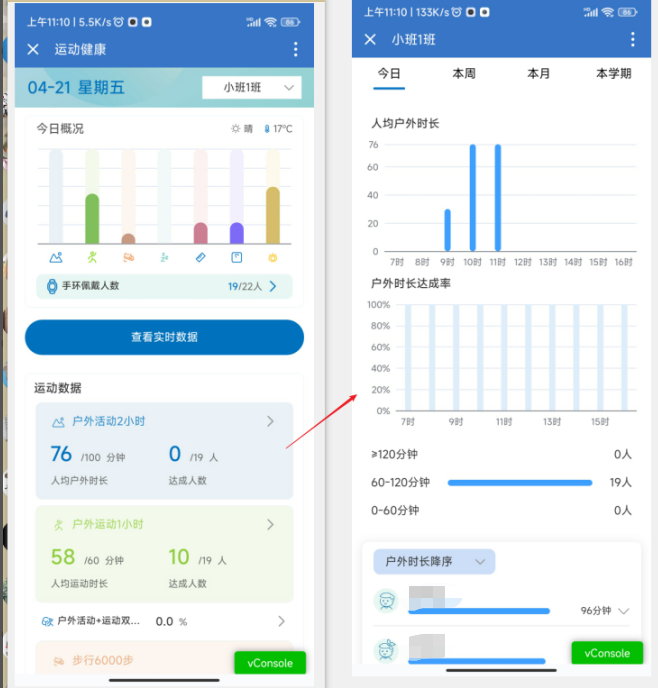 上午11:10 | 5.5K/s
86
运动健康
04-21 星期五
小班1班
今日概况
晴
17°C
手环佩戴人数
19/22人
查看实时数据
运动数据
户外活动2小时
76 /100 分钟
0 /19 人
人均户外时长
达成人数
户外运动1小时
58 /60 分钟
10 /19 人
人均运动时长
达成人数
户外活动+运动双...
0.0 %
步行6000步
vConsole
上午11:10 | 133K/s
86
小班1班
今日
本周
本月
本学期
人均户外时长
76
60
40
20
0
7时 8时 9时 10时 11时 12时 13时 14时 15时 16时
户外时长达成率
100%
80%
60%
40%
20%
0%
7时 9时 11时 13时 15时
≥120分钟
0人
60-120分钟
19人
0-60分钟
0人
户外时长降序
96分钟
vConsole